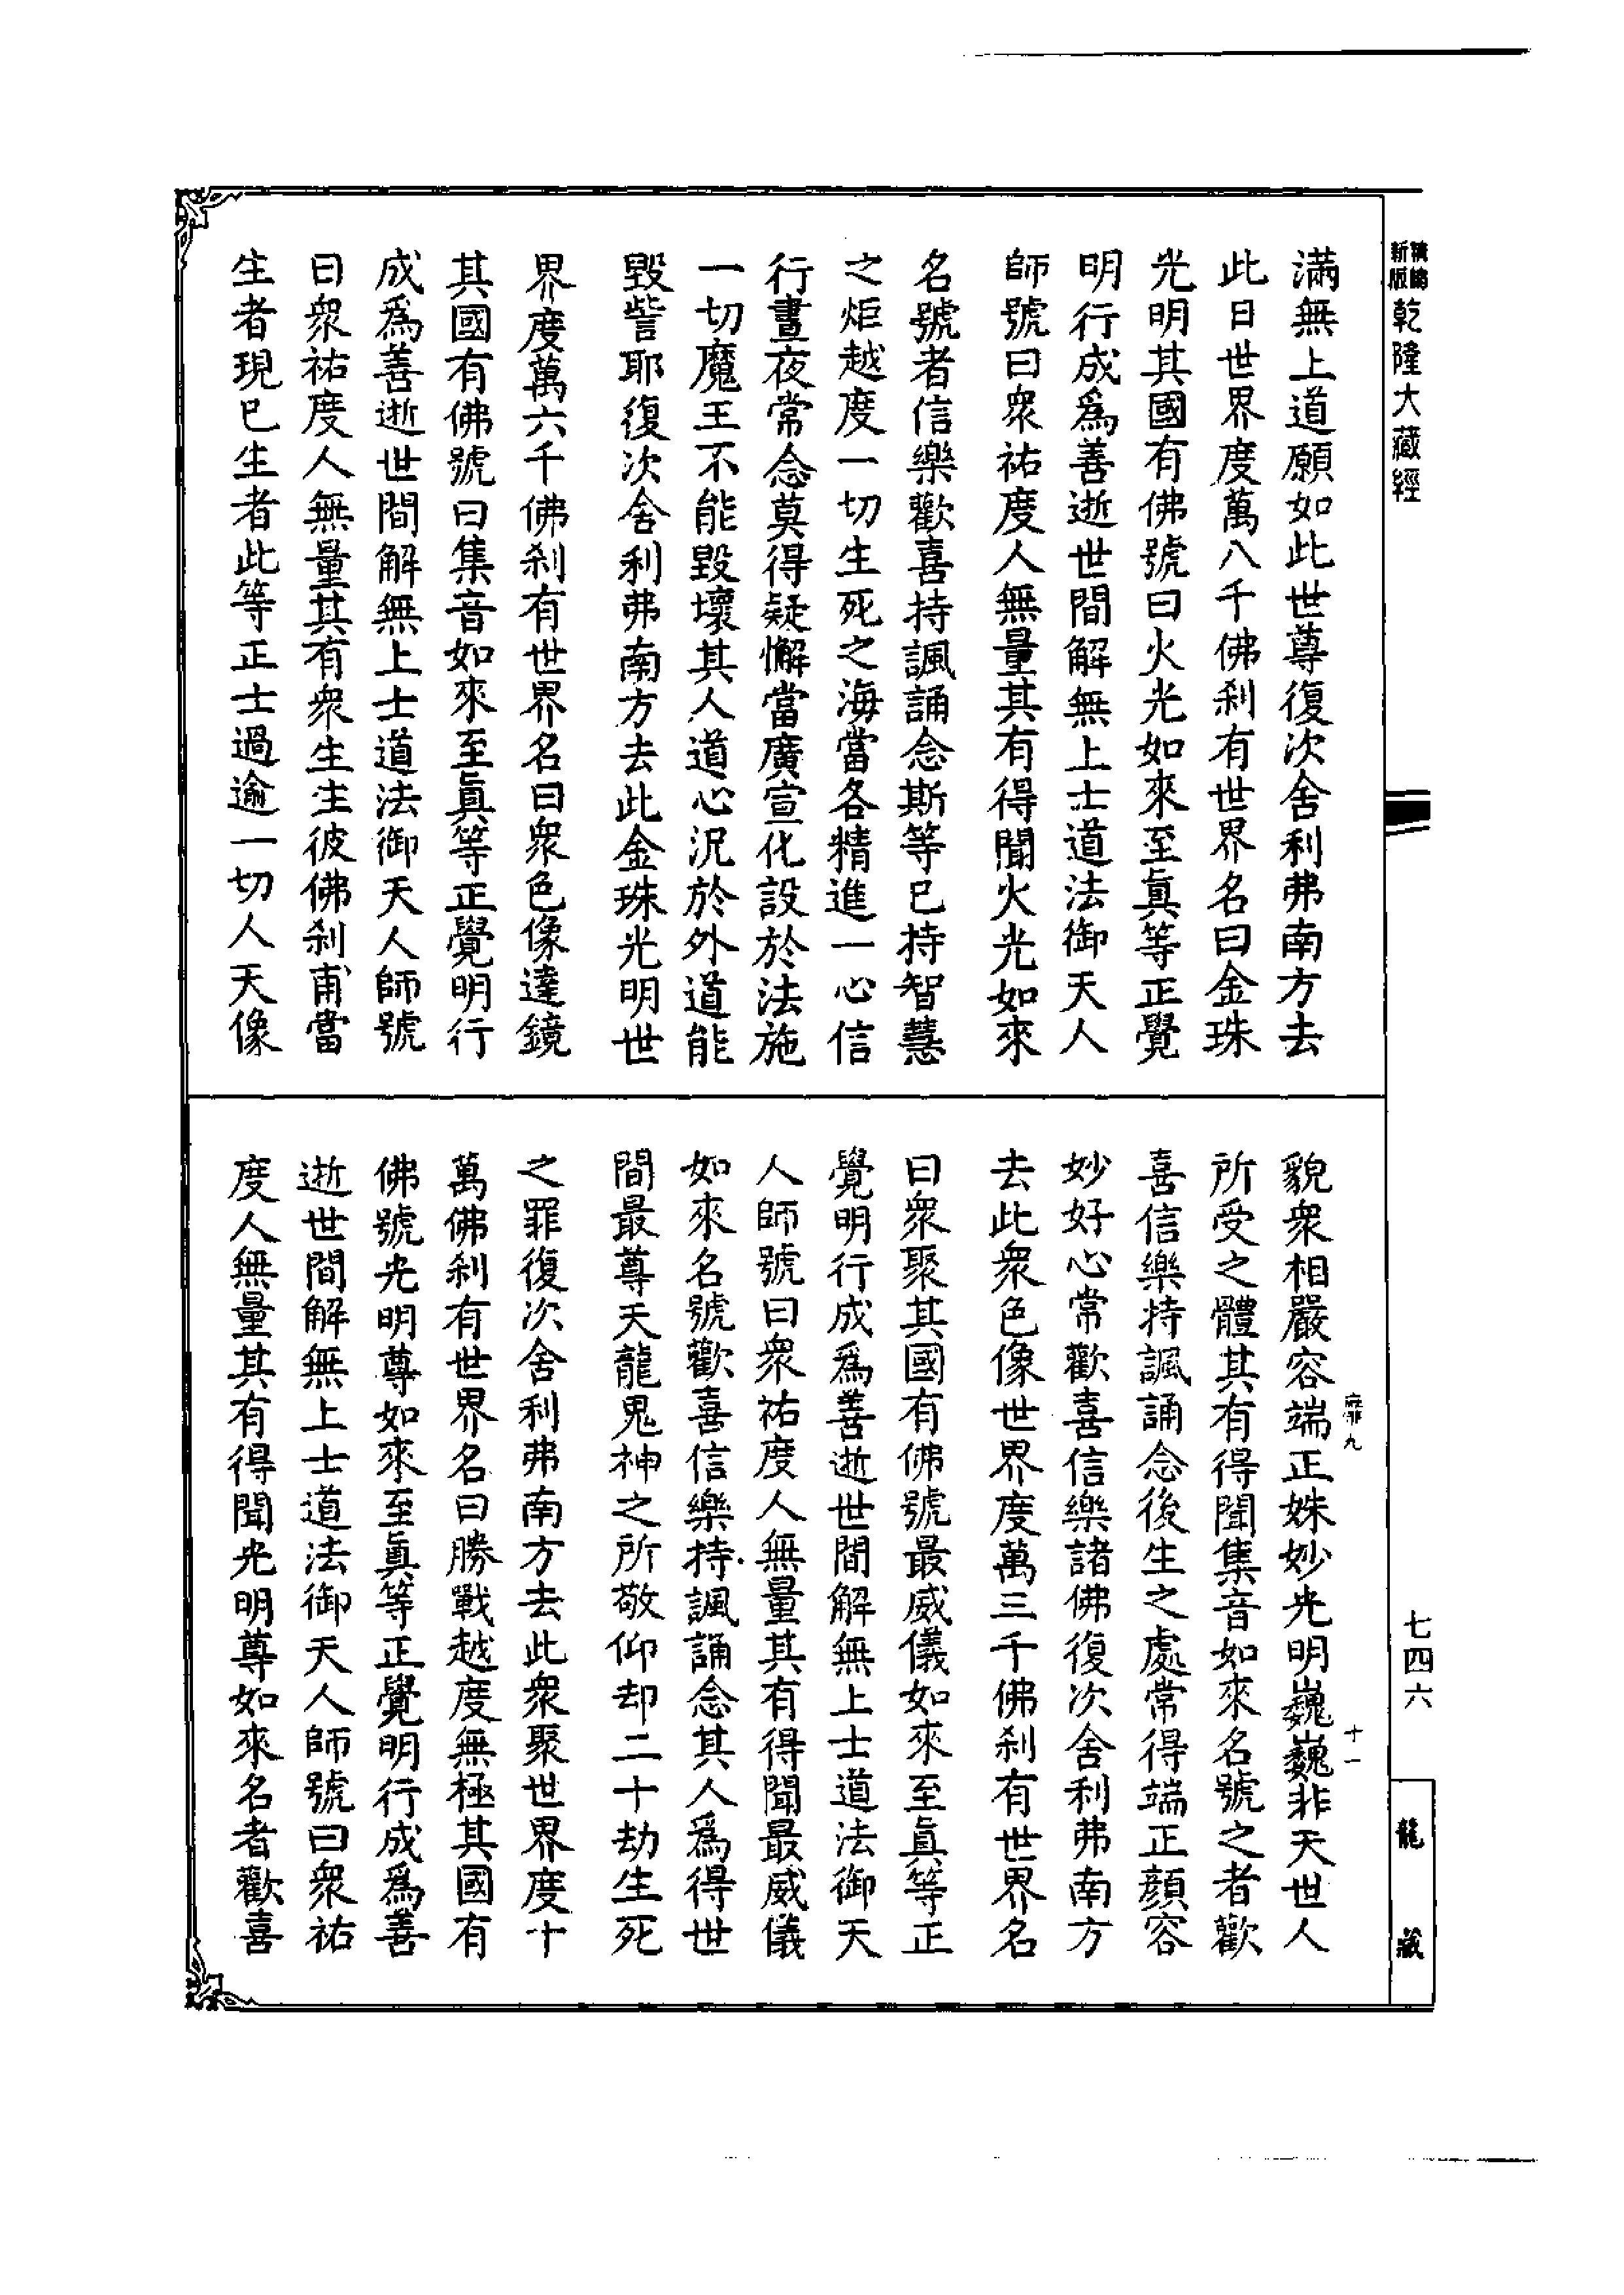 新版
精縮
乾隆大藏經
滿無上道願如此世尊復次舍利弗南方去
此日世界度萬八千佛刹有世界名曰金珠
光明其國有佛號曰火光如來至眞等正覺
明行成爲善逝世間解無上士道法御天人
師號曰衆祐度人無量其有得聞火光如來
名號者信樂歡喜持諷誦念斯等已持智慧
之炬越度一切生死之海當各精進一心信
行晝夜常念莫得疑懈當廣宣化設於法施
一切魔王不能毀壞其人道心況於外道能
毀訾耶復次舍利弗南方去此金珠光明世
界度萬六千佛刹有世界名曰衆色像達鏡
其國有佛號曰集音如來至眞等正覺明行
成爲善逝世間解無上士道法御天人師號
曰衆祐度人無量其有衆生生彼佛刹甫當
生者現已生者此等正士過逾一切人天像
貌衆相嚴容端正姝妙光明巍巍非天世人
所受之體其有得聞集音如來名號之者歡
喜信樂持諷誦念後生之處常得端正顏容
妙好心常歡喜信樂諸佛復次舍利弗南方
去此衆色像世界度萬三千佛刹有世界名
曰衆聚其國有佛號最威儀如來至眞等正
覺明行成爲善逝世間解無上士道法御天
人師號曰衆祐度人無量其有得聞最威儀
如來名號歡喜信樂持諷誦念其人爲得世
間最尊天龍鬼神之所敬仰却二十劫生死
之罪復次舍利弗南方去此衆聚世界度十
萬佛刹有世界名曰勝戰越度無極其國有
佛號光明尊如來至眞等正覺明行成爲善
逝世間解無上士道法御天人師號曰衆祐
度人無量其有得聞光明尊如來名者歡喜
靡九
十一
七四六
龍藏